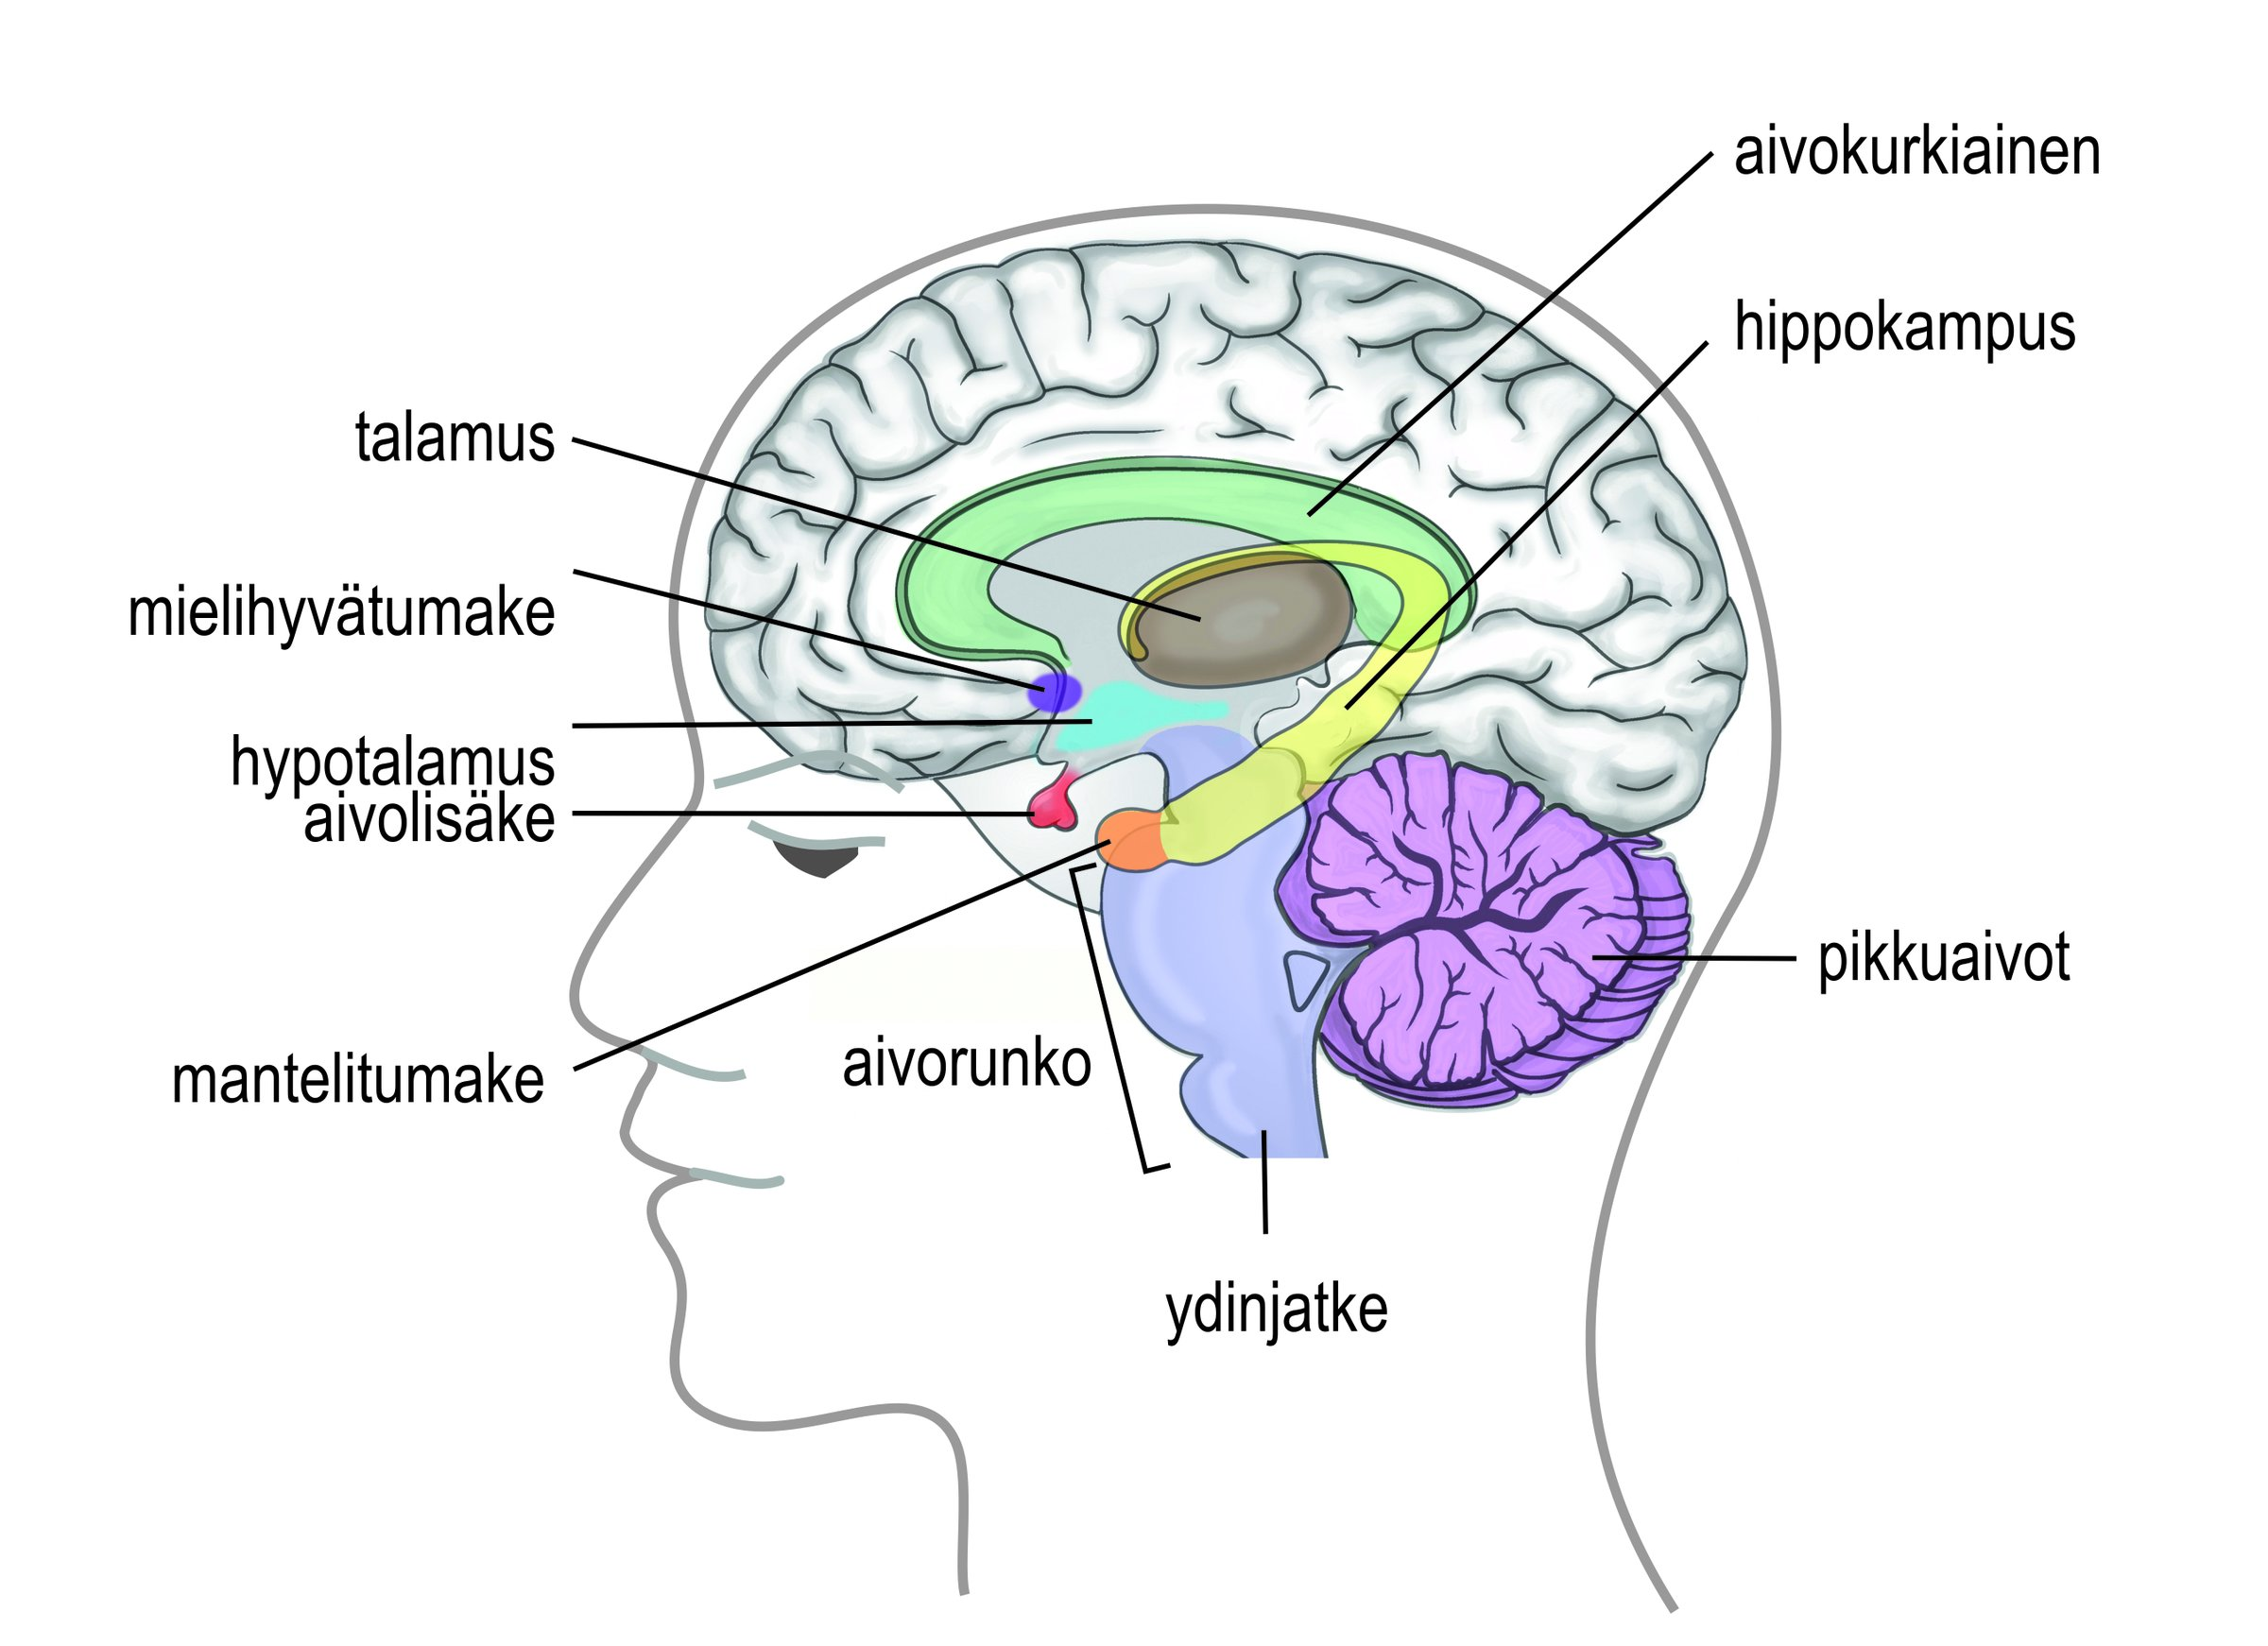 aivokurkiainen
hippokampus
talamus
mielihyvätumake
hypotalamus
aivolisäke
pikkuaivot
aivorunko
mantelitumake
ydinjatke